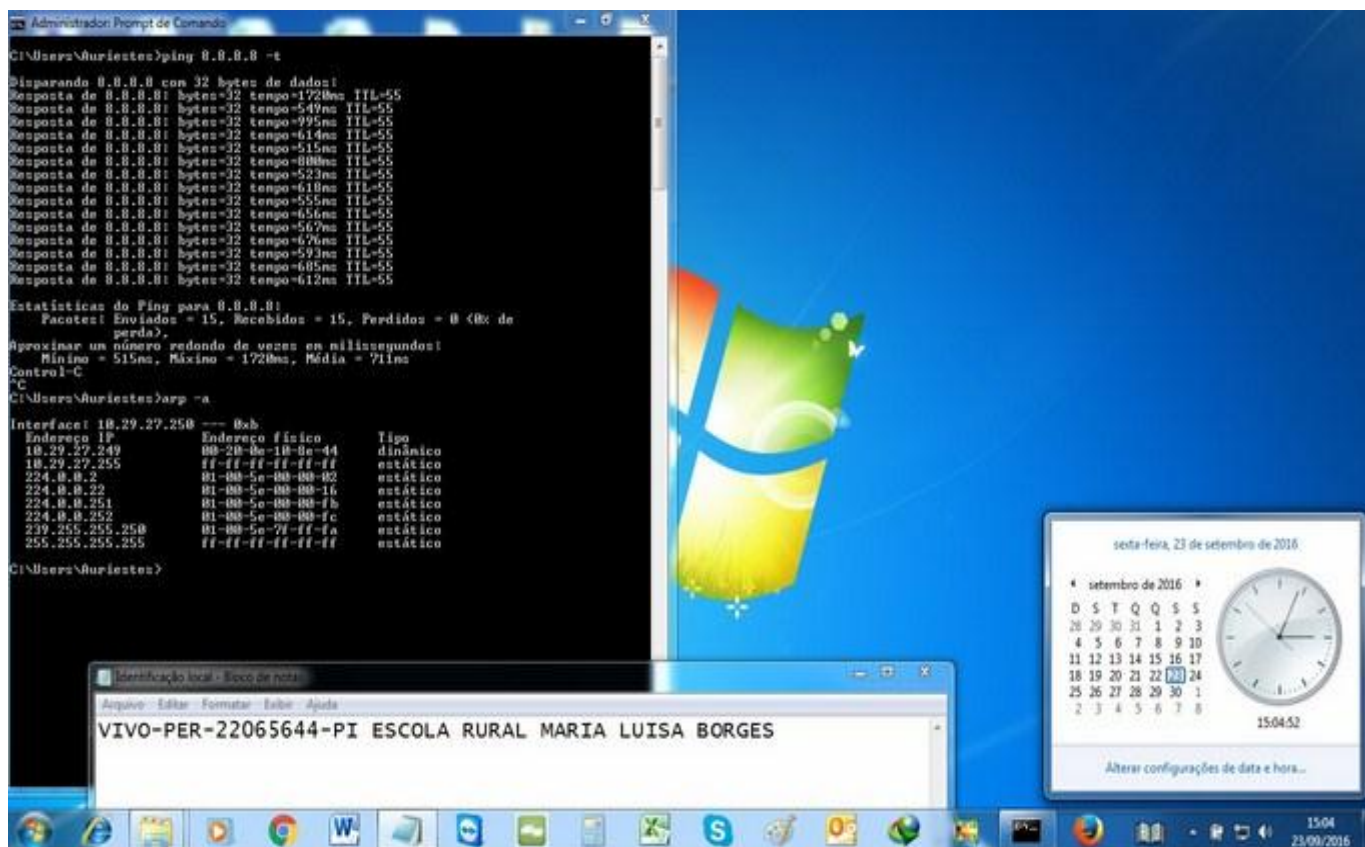 Administrador: Prompt de Comando
C:\Users\Auriestes>ping 8.8.8.8 -t
Disparando 8.8.8.8 com 32 bytes de dados:
Resposta de 8.8.8.8: bytes=32 tempo=1720ms TTL=55
Resposta de 8.8.8.8: bytes=32 tempo=549ms TTL=55
Resposta de 8.8.8.8: bytes=32 tempo=995ms TTL=55
Resposta de 8.8.8.8: bytes=32 tempo=614ms TTL=55
Resposta de 8.8.8.8: bytes=32 tempo=515ms TTL=55
Resposta de 8.8.8.8: bytes=32 tempo=800ms TTL=55
Resposta de 8.8.8.8: bytes=32 tempo=523ms TTL=55
Resposta de 8.8.8.8: bytes=32 tempo=618ms TTL=55
Resposta de 8.8.8.8: bytes=32 tempo=555ms TTL=55
Resposta de 8.8.8.8: bytes=32 tempo=656ms TTL=55
Resposta de 8.8.8.8: bytes=32 tempo=567ms TTL=55
Resposta de 8.8.8.8: bytes=32 tempo=676ms TTL=55
Resposta de 8.8.8.8: bytes=32 tempo=593ms TTL=55
Resposta de 8.8.8.8: bytes=32 tempo=685ms TTL=55
Resposta de 8.8.8.8: bytes=32 tempo=612ms TTL=55
Estatísticas do Ping para 8.8.8.8:
Pacotes: Enviados = 15, Recebidos = 15, Perdidos = 0 (0% de
perda),
Aproximar um número redondo de vezes em milissegundos:
Mínimo = 515ms, Máximo = 1720ms, Média = 711ms
Control-C
^C
C:\Users\Auriestes>arp -a
Interface: 10.29.27.250 --- 0xb
Endereço IP Endereço físico Tipo
10.29.27.249 00-20-0e-10-8e-44 dinâmico
10.29.27.255 ff-ff-ff-ff-ff-ff estático
224.0.0.2 01-00-5e-00-00-02 estático
224.0.0.22 01-00-5e-00-00-16 estático
224.0.0.251 01-00-5e-00-00-fb estático
224.0.0.252 01-00-5e-00-00-fc estático
239.255.255.250 01-00-5e-7f-ff-fa estático
255.255.255.255 ff-ff-ff-ff-ff-ff estático
C:\Users\Auriestes>
Identificação local - Bloco de notas
Arquivo Editar Formatar Exibir Ajuda
VIVO-PER-22065644-PI ESCOLA RURAL MARIA LUISA BORGES
sexta-feira, 23 de setembro de 2016
setembro de 2016
D S T Q Q S S
28 29 30 31 1 2 3
4 5 6 7 8 9 10
11 12 13 14 15 16 17
18 19 20 21 22 23 24
25 26 27 28 29 30 1
2 3 4 5 6 7 8
15:04:52
Alterar configurações de data e hora...
15:04
23/09/2016